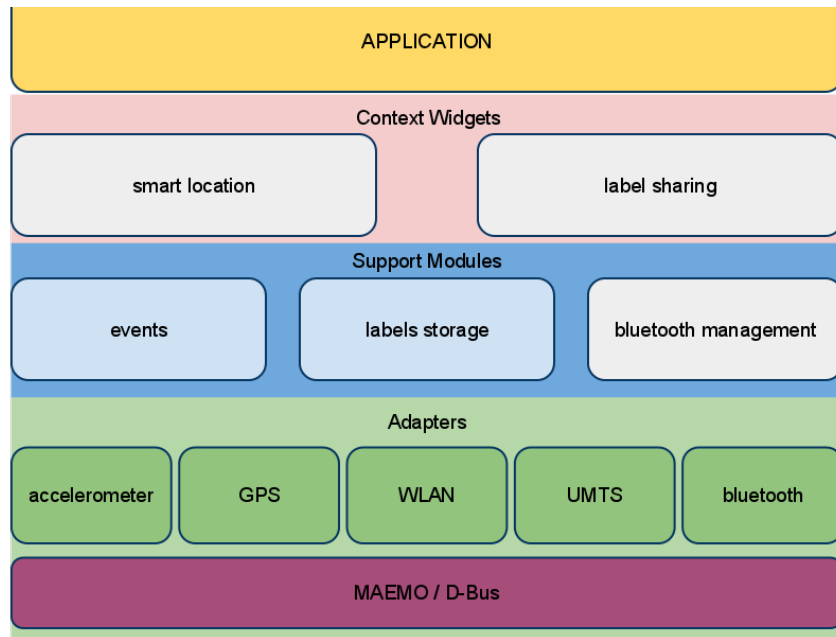 APPLICATION
Context Widgets
smart location
label sharing
Support Modules
events
labels storage
bluetooth management
Adapters
accelerometer
GPS
WLAN
UMTS
bluetooth
MAEMO / D-Bus